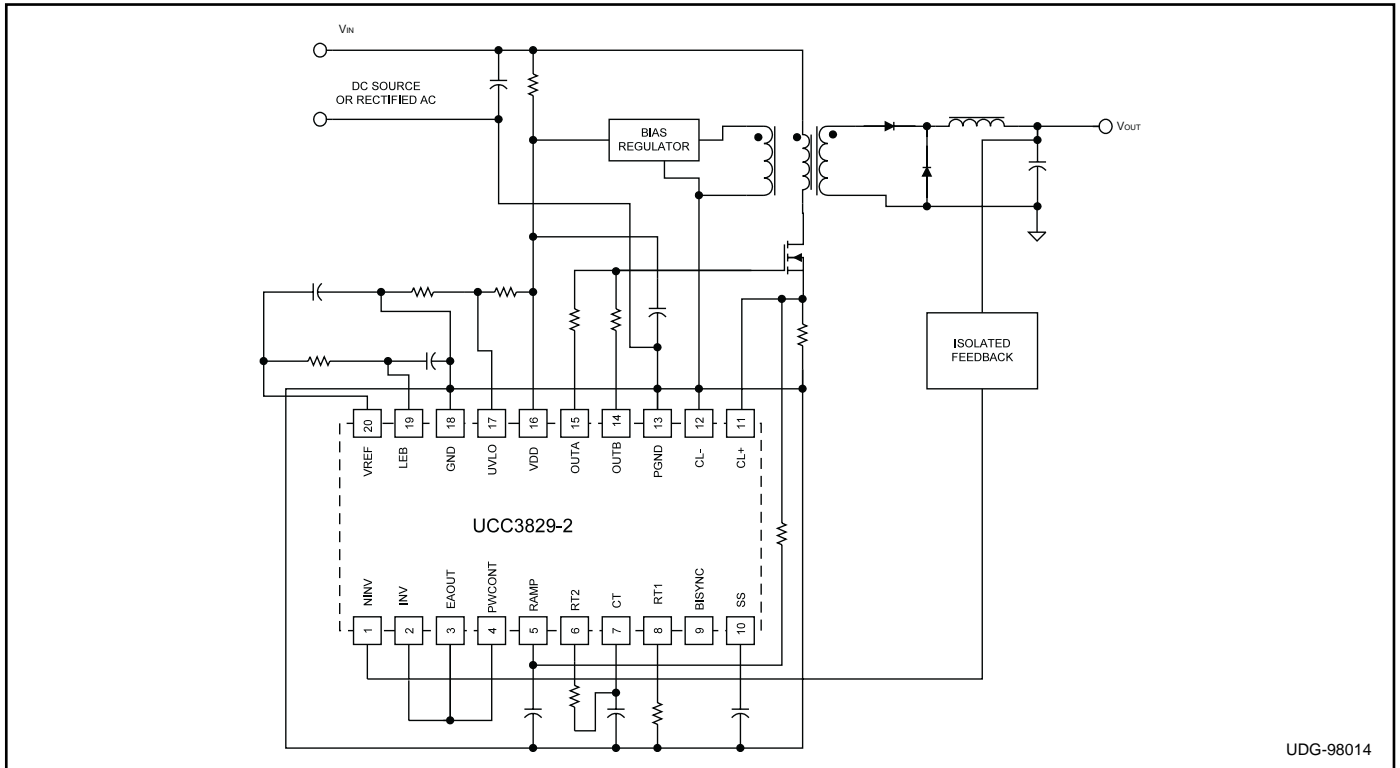 VIN
DC SOURCE
OR RECTIFIED AC
BIAS
REGULATOR
VOUT
ISOLATED
FEEDBACK
20
19
18
17
16
15
14
13
12
11
VREF
LEB
GND
UVLO
VDD
OUTA
OUTB
PGND
CL-
CL+
UCC3829-2
NINV
INV
EAOUT
PWCONT
RAMP
RT2
CT
RT1
BISYNC
SS
1
2
3
4
5
6
7
8
9
10
UDG-98014